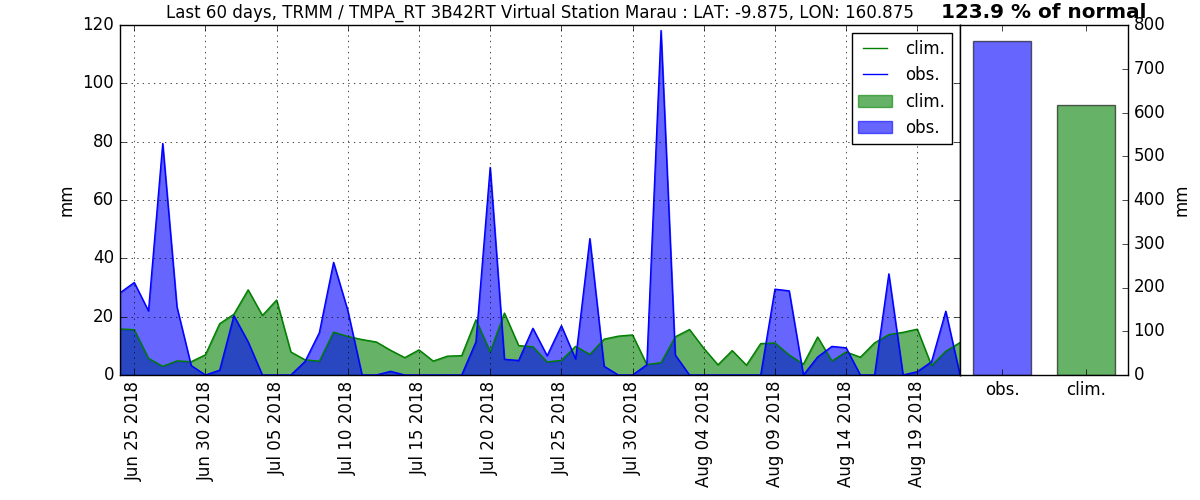 Last 60 days, TRMM / TMPA_RT 3B42RT Virtual Station Marau : LAT: -9.875, LON: 160.875
123.9 % of normal
120
100
80
60
40
20
0
mm
clim.
obs.
clim.
obs.
800
700
600
500
400
300
200
100
0
mm
obs.
clim.
Jun 25 2018
Jun 30 2018
Jul 05 2018
Jul 10 2018
Jul 15 2018
Jul 20 2018
Jul 25 2018
Jul 30 2018
Aug 04 2018
Aug 09 2018
Aug 14 2018
Aug 19 2018